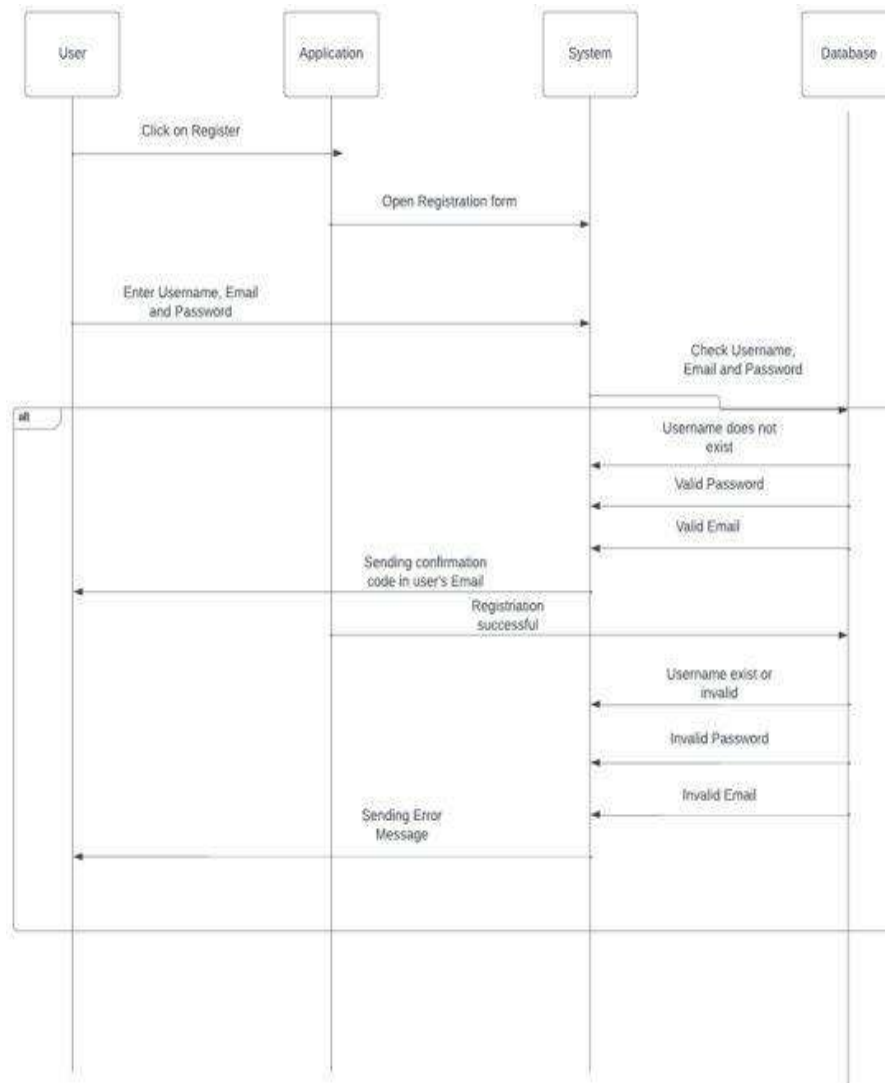 User
Application
System
Database
Click on Register
Open Registration form
Enter Username, Email
and Password
Check Username,
Email and Password
alt
Username does not
exist
Valid Password
Valid Email
Sending confirmation
code in user's Email
Registriation
successful
Username exist or
invalid
Invalid Password
Invalid Email
Sending Error
Message